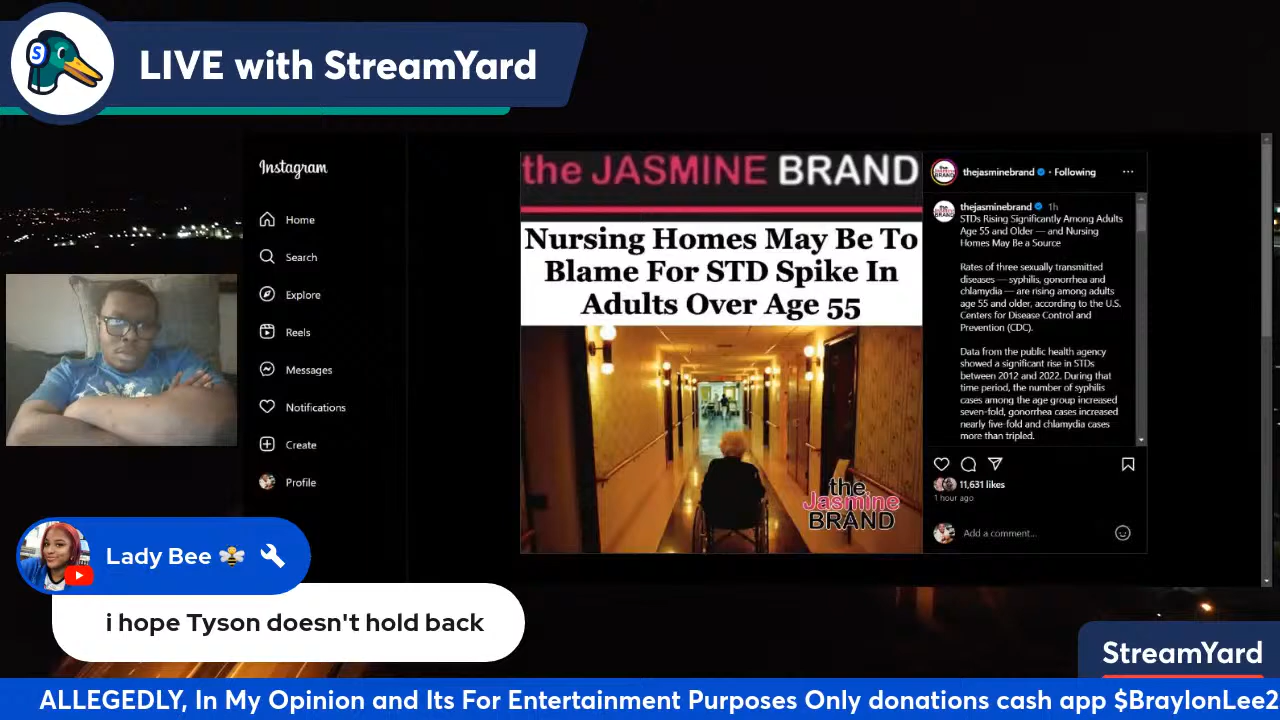 S
LIVE with StreamYard
Instagram
Home
Search
Explore
Reels
Messages
Notifications
Create
Profile
the JASMINE BRAND
Nursing Homes May Be To
Blame For STD Spike In
Adults Over Age 55
the
Jasmine
BRAND
thejasminebrand • Following
thejasminebrand 1h
STDs Rising Significantly Among Adults
Age 55 and Older — and Nursing
Homes May Be a Source
Rates of three sexually transmitted
diseases — syphilis, gonorrhea and
chlamydia — are rising among adults
age 55 and older, according to the U.S.
Centers for Disease Control and
Prevention (CDC).
Data from the public health agency
showed a significant rise in STDs
between 2012 and 2022. During that
time period, the number of syphilis
cases among the age group increased
seven-fold, gonorrhea cases increased
nearly five-fold and chlamydia cases
more than tripled.
11,631 likes
1 hour ago
Add a comment...
Lady Bee 🐝
i hope Tyson doesn't hold back
StreamYard
ALLEGEDLY, In My Opinion and Its For Entertainment Purposes Only donations cash app $BraylonLee2